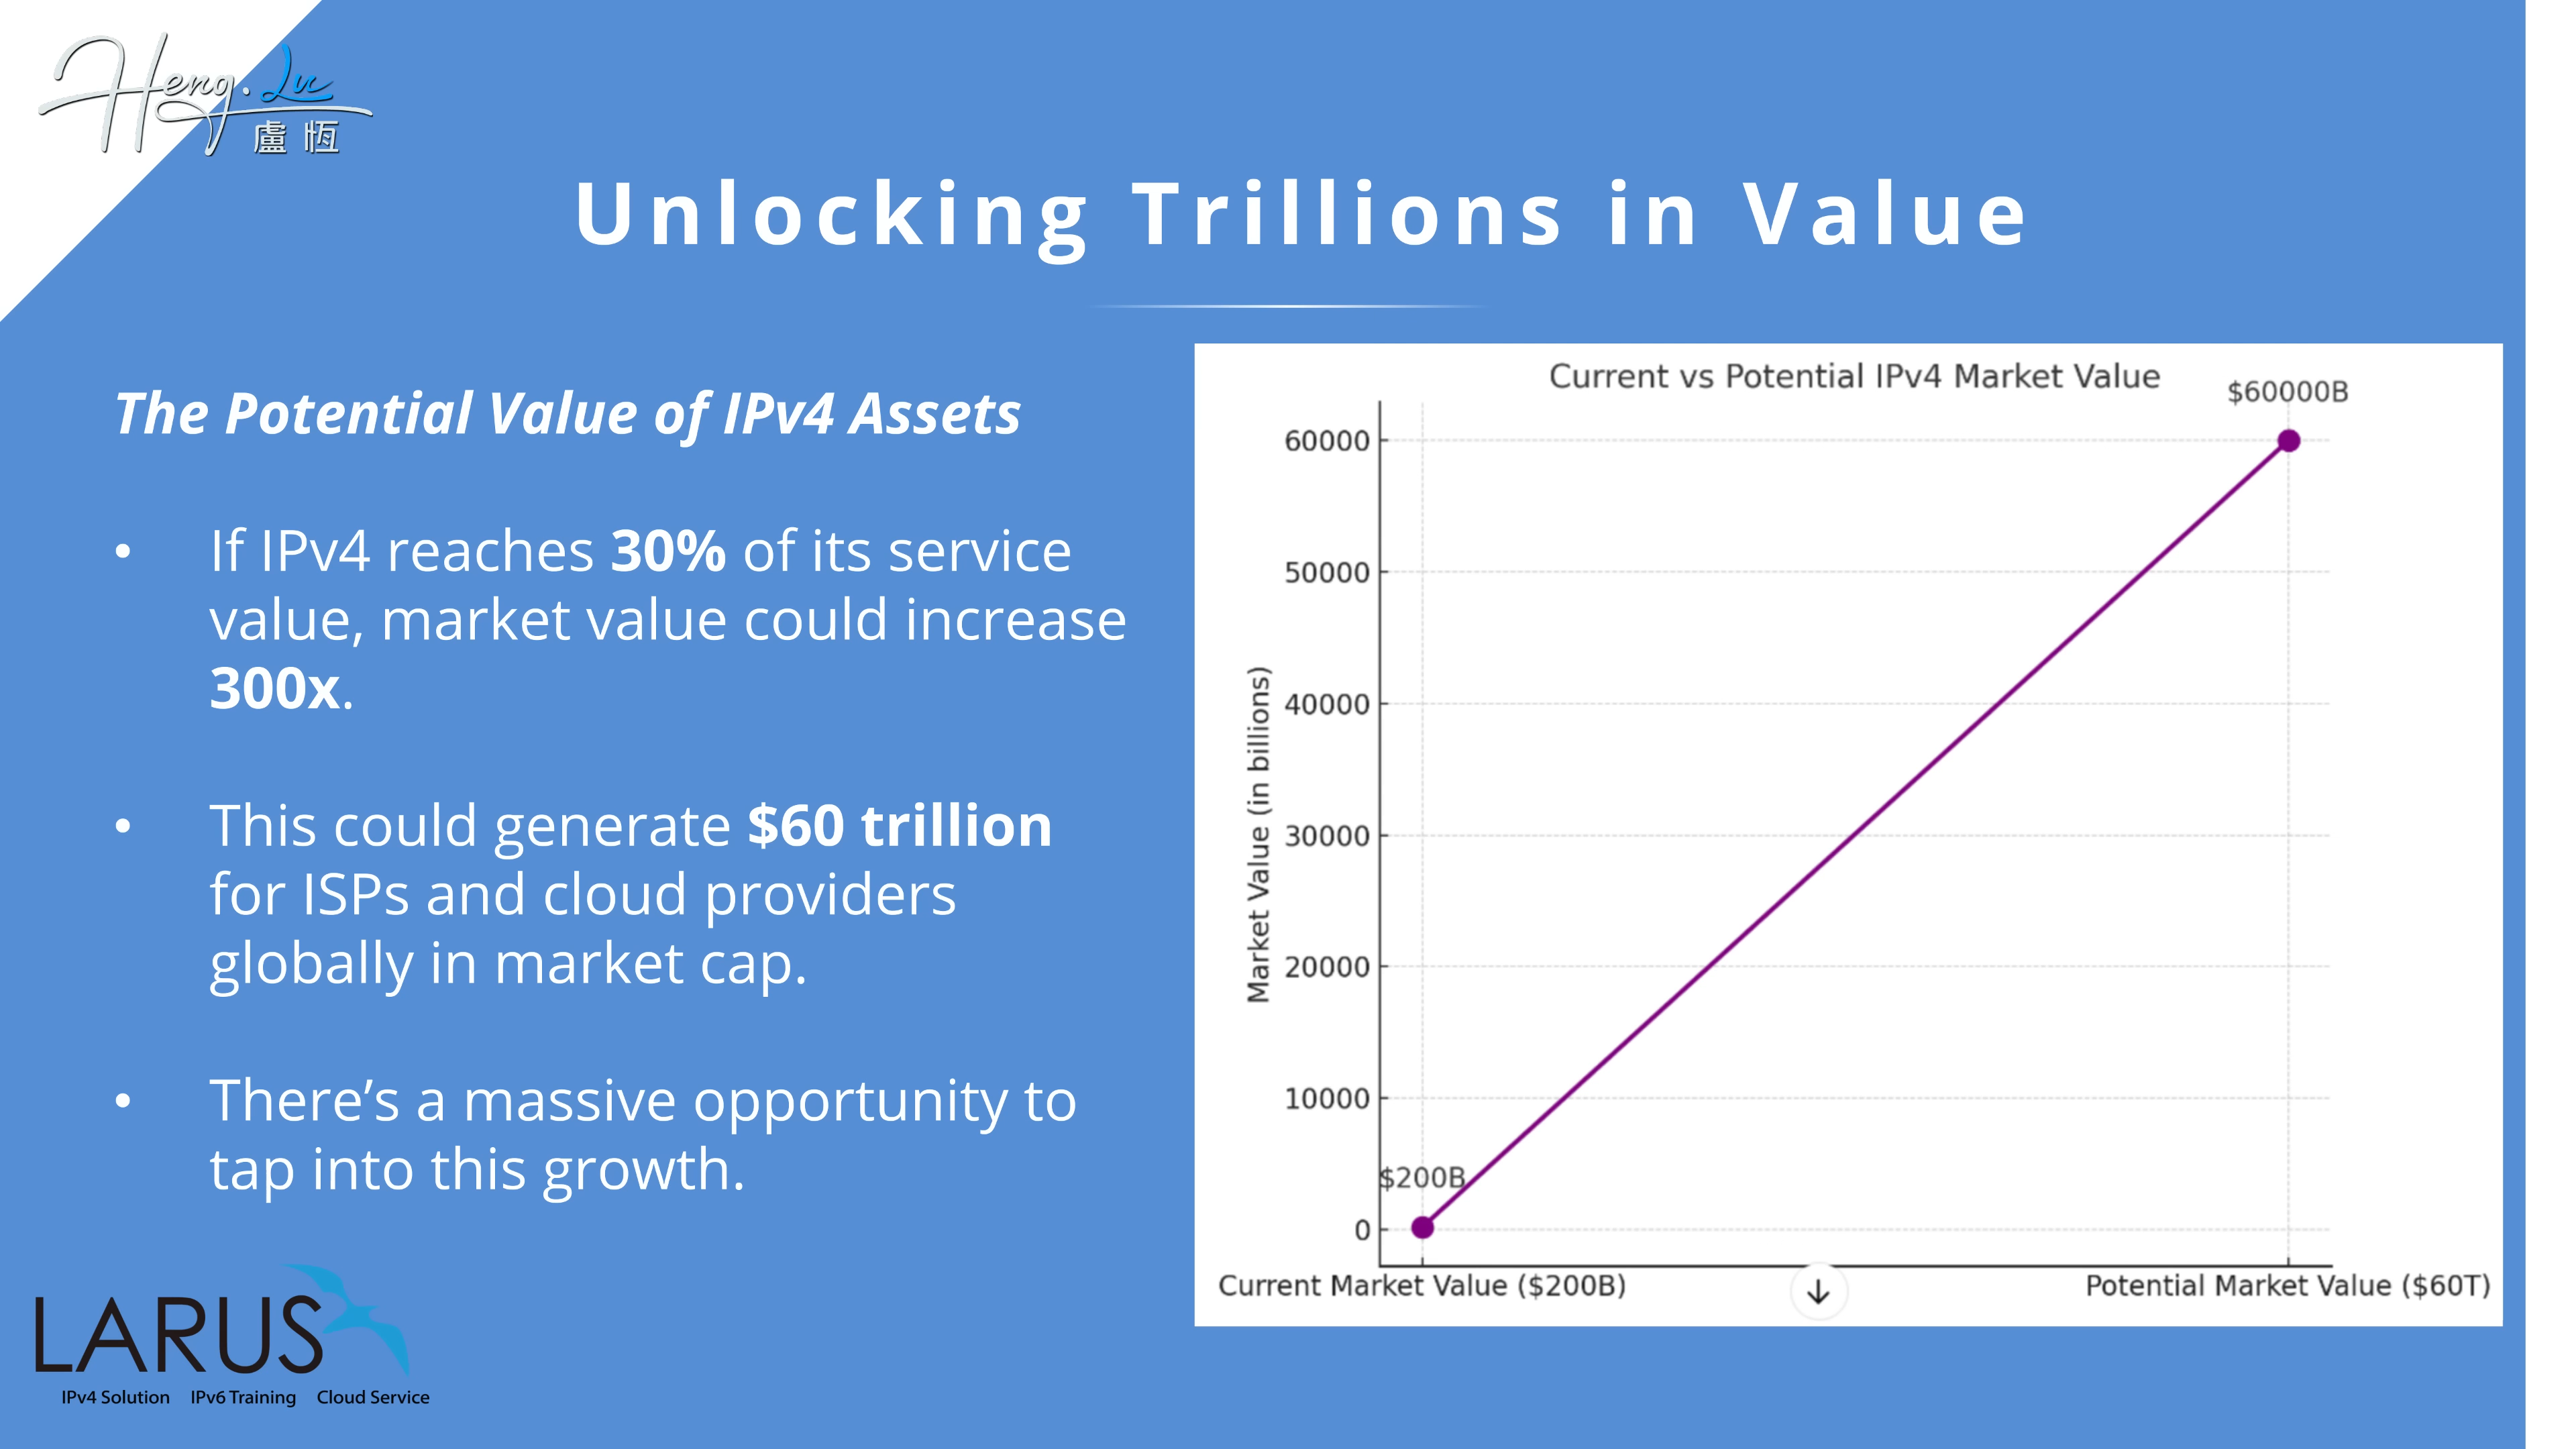 Heng.Lu
盧恆
Unlocking Trillions in Value
The Potential Value of IPv4 Assets
• If IPv4 reaches 30% of its service
value, market value could increase
300x.
• This could generate $60 trillion
for ISPs and cloud providers
globally in market cap.
• There’s a massive opportunity to
tap into this growth.
Current vs Potential IPv4 Market Value
$60000B
60000
50000
40000
30000
20000
10000
0
Market Value (in billions)
$200B
Current Market Value ($200B)
Potential Market Value ($60T)
LARUS
IPv4 Solution IPv6 Training Cloud Service